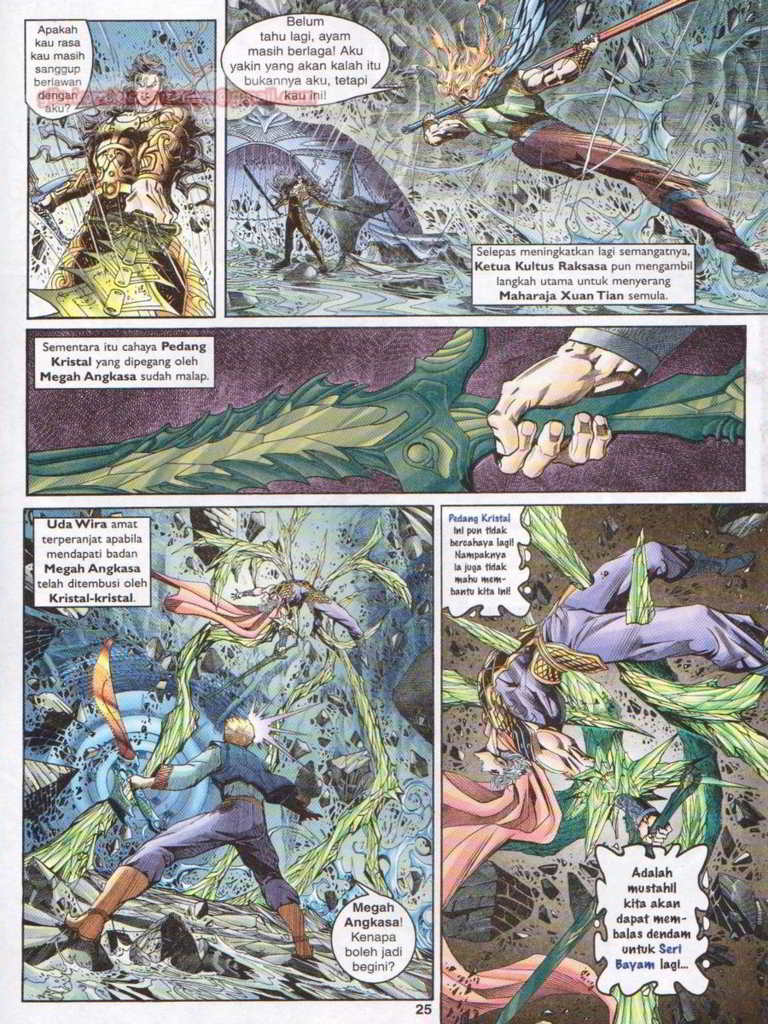 Apakah
kau rasa
kau masih
sanggup
berlawan
dengan
aku?
Belum
tahu lagi, ayam
masih berlaga! Aku
yakin yang akan kalah itu
bukannya aku, tetapi
kau ini!
Selepas meningkatkan lagi semangatnya,
Ketua Kultus Raksasa pun mengambil
langkah utama untuk menyerang
Maharaja Xuan Tian semula.
Sementara itu cahaya Pedang
Kristal yang dipegang oleh
Megah Angkasa sudah malap.
Uda Wira amat
terperanjat apabila
mendapati badan
Megah Angkasa
telah ditembusi oleh
Kristal-kristal.
Megah
Angkasa!
Kenapa
boleh jadi
begini?
Pedang Kristal
ini pun tidak
bercahaya lagi!
Nampaknya
ia juga tidak
mahu mem-
bantu kita ini!
Adalah
mustahil
kita akan
dapat mem-
balas dendam
untuk Seri
Bayam lagi...
25